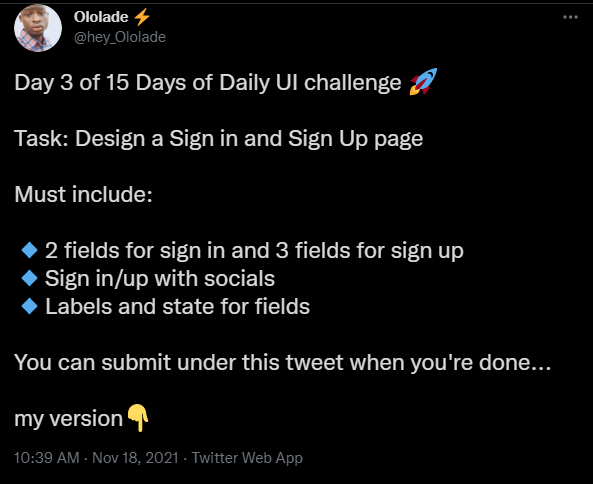 Ololade ⚡
@hey_Ololade
Day 3 of 15 Days of Daily UI challenge 🚀
Task: Design a Sign in and Sign Up page
Must include:
🔹 2 fields for sign in and 3 fields for sign up
🔹 Sign in/up with socials
🔹 Labels and state for fields
You can submit under this tweet when you're done...
my version👇
10:39 AM · Nov 18, 2021 · Twitter Web App